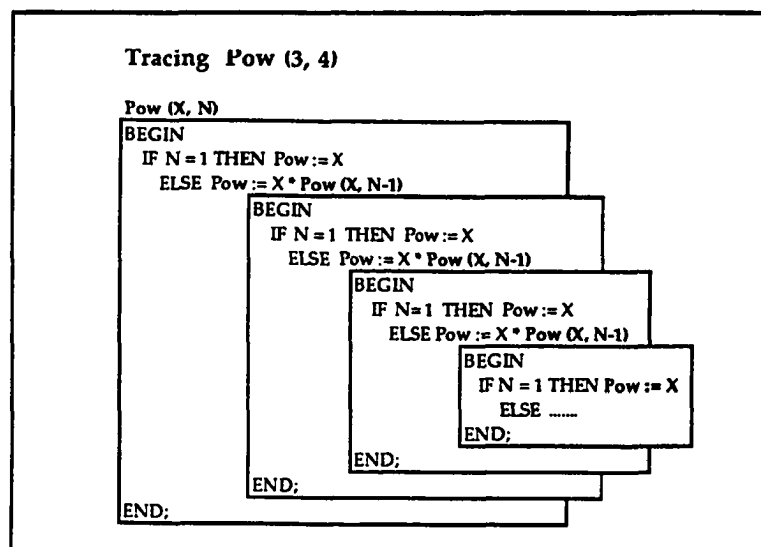 Tracing Pow (3, 4)
Pow (X, N)
BEGIN
IF N = 1 THEN Pow := X
ELSE Pow := X * Pow (X, N-1)
BEGIN
IF N = 1 THEN Pow := X
ELSE Pow := X * Pow (X, N-1)
BEGIN
IF N= 1 THEN Pow := X
ELSE Pow := X * Pow (X, N-1)
BEGIN
IF N = 1 THEN Pow := X
ELSE .......
END;
END;
END;
END;